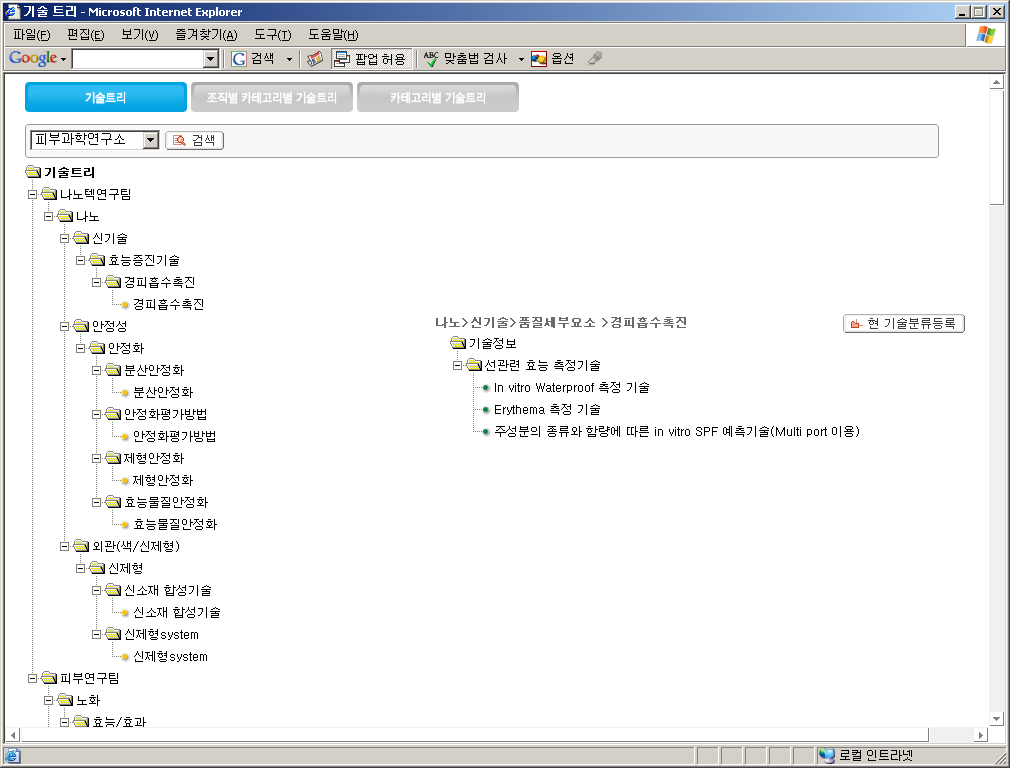 기술 트리 - Microsoft Internet Explorer
파일(F) 편집(E) 보기(V) 즐겨찾기(A) 도구(T) 도움말(H)
Google G 검색 팝업 허용 ABC 맞춤법 검사 옵션
기술트리 조직별 카테고리별 기술트리 카테고리별 기술트리
피부과학연구소 검색
기술트리
나노텍연구팀
나노
신기술
효능증진기술
경피흡수촉진
경피흡수촉진
안정성
안정화
분산안정화
분산안정화
안정화평가방법
안정화평가방법
제형안정화
제형안정화
효능물질안정화
효능물질안정화
외관(색/신제형)
신제형
신소재 합성기술
신소재 합성기술
신제형system
신제형system
피부연구팀
노화
효능/효과
나노>신기술>품질세부요소 >경피흡수촉진 현 기술분류등록
기술정보
선관련 효능 측정기술
In vitro Waterproof 측정 기술
Erythema 측정 기술
주성분의 종류와 함량에 따른 in vitro SPF 예측기술(Multi port 이용)
로컬 인트라넷